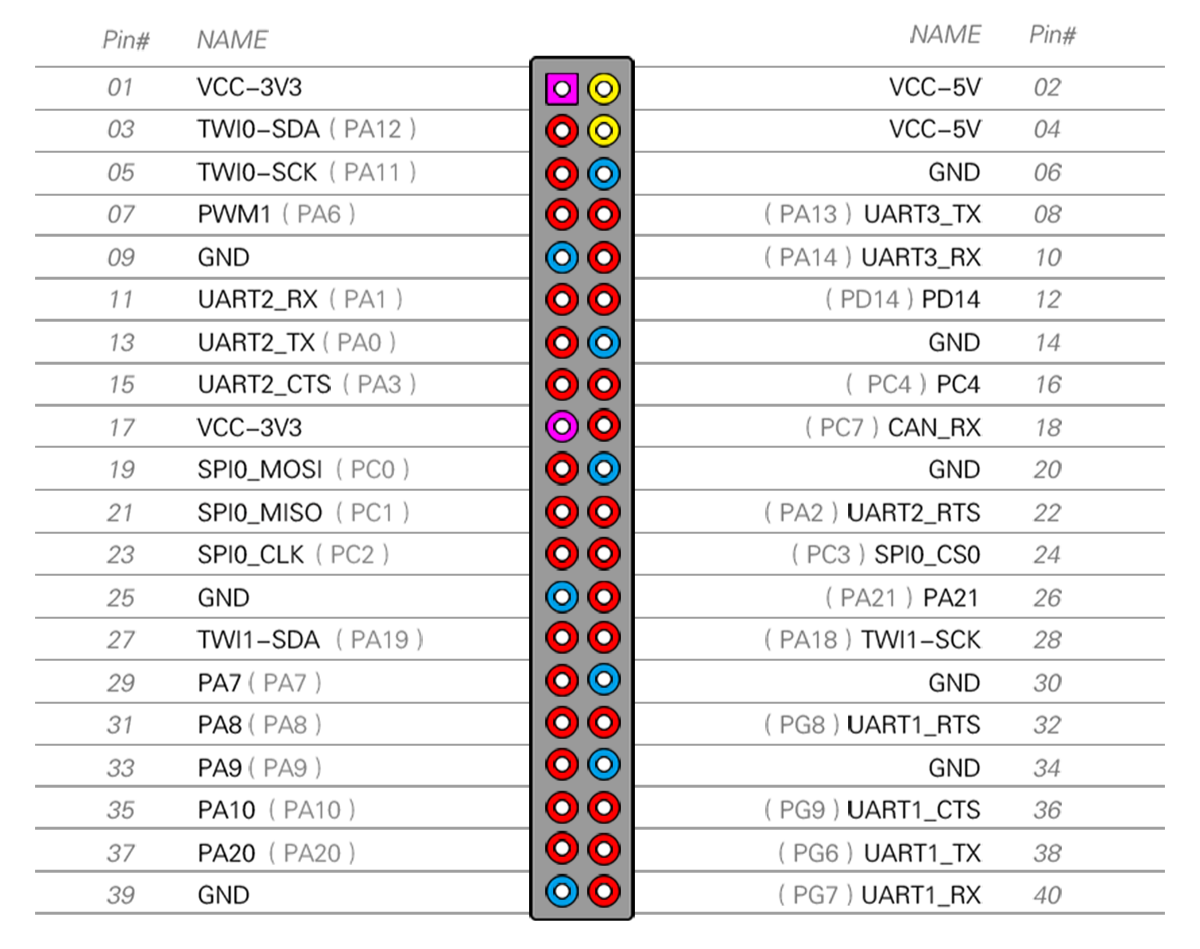 Pin# NAME NAME Pin#
01 VCC–3V3 VCC–5V 02
03 TWI0–SDA ( PA12 ) VCC–5V 04
05 TWI0–SCK ( PA11 ) GND 06
07 PWM1 ( PA6 ) ( PA13 ) UART3_TX 08
09 GND ( PA14 ) UART3_RX 10
11 UART2_RX ( PA1 ) ( PD14 ) PD14 12
13 UART2_TX ( PA0 ) GND 14
15 UART2_CTS ( PA3 ) ( PC4 ) PC4 16
17 VCC–3V3 ( PC7 ) CAN_RX 18
19 SPI0_MOSI ( PC0 ) GND 20
21 SPI0_MISO ( PC1 ) ( PA2 ) UART2_RTS 22
23 SPI0_CLK ( PC2 ) ( PC3 ) SPI0_CS0 24
25 GND ( PA21 ) PA21 26
27 TWI1–SDA ( PA19 ) ( PA18 ) TWI1–SCK 28
29 PA7 ( PA7 ) GND 30
31 PA8 ( PA8 ) ( PG8 ) UART1_RTS 32
33 PA9 ( PA9 ) GND 34
35 PA10 ( PA10 ) ( PG9 ) UART1_CTS 36
37 PA20 ( PA20 ) ( PG6 ) UART1_TX 38
39 GND ( PG7 ) UART1_RX 40